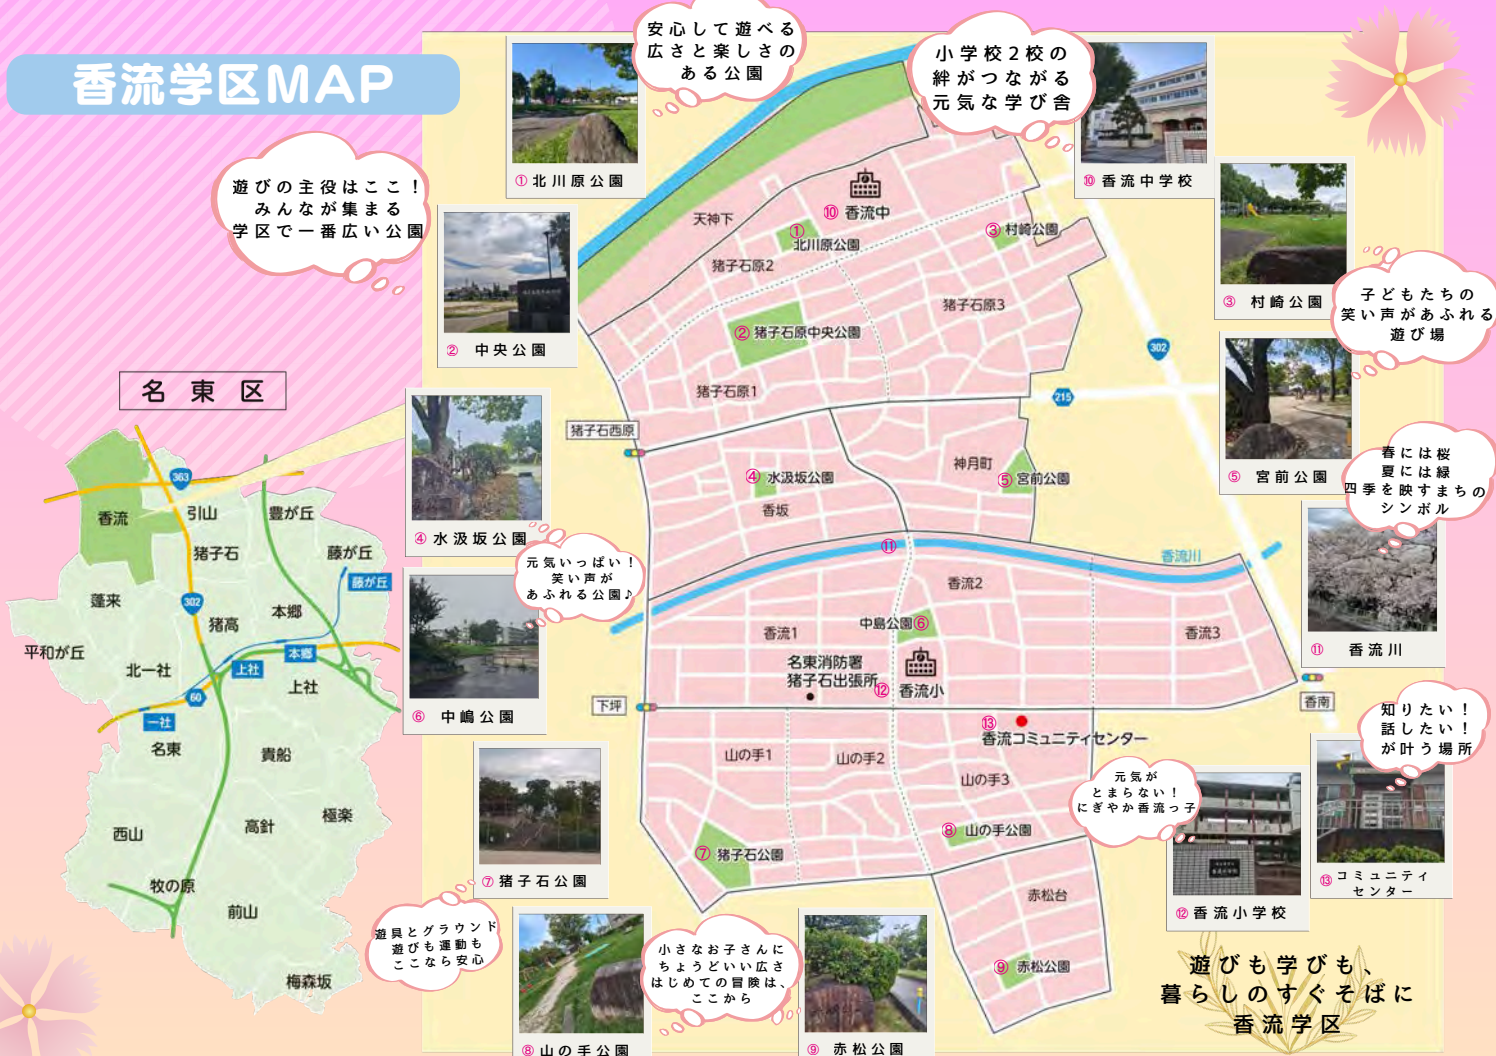 香流学区MAP
遊びの主役はここ！
みんなが集まる
学区で一番広い公園
安心して遊べる
広さと楽しさの
ある公園
小学校2校の
絆がつながる
元気な学び舎
①北川原公園
⑩香流中学校
② 中央公園
③ 村崎公園
子どもたちの
笑い声があふれる
遊び場
④水汲坂公園
元気いっぱい！
笑い声が
あふれる公園♪
⑤ 宮前公園
春には桜
夏には緑
四季を映すまちの
シンボル
⑥ 中嶋公園
⑪ 香流川
⑦猪子石公園
遊具とグラウンド
遊びも運動も
ここなら安心
⑧山の手公園
小さなお子さんに
ちょうどいい広さ
はじめての冒険は、
ここから
⑨ 赤松公園
元気が
とまらない！
にぎやか香流っ子
⑫香流小学校
知りたい！
話したい！
が叶う場所
⑬コミュニティ
センター
遊びも学びも、
暮らしのすぐそばに
香流学区
名東区
363
香流
引山
豊が丘
猪子石
藤が丘
藤が丘
蓬来
302
猪高
本郷
平和が丘
北一社
上社
本郷
上社
60
一社
名東
貴船
西山
高針
極楽
牧の原
前山
梅森坂
天神下
⑩香流中
①
北川原公園
③村崎公園
猪子石原2
猪子石原3
②猪子石原中央公園
302
猪子石原1
215
猪子石西原
④水汲坂公園
神月町
⑤宮前公園
香坂
⑪
香流川
香流2
中島公園⑥
香流1
香流3
名東消防署
猪子石出張所
⑫香流小
下坪
香南
⑬
香流コミュニティセンター
山の手1
山の手2
山の手3
⑧山の手公園
⑦猪子石公園
赤松台
⑨赤松公園